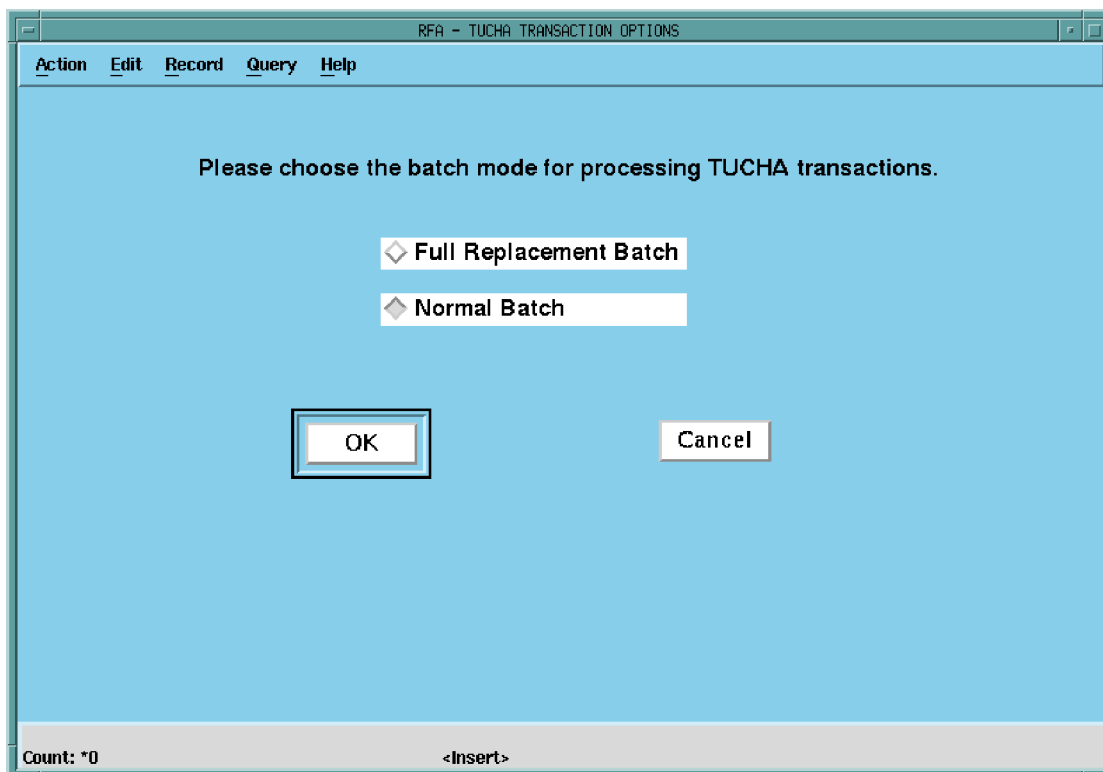 RFA - TUCHA TRANSACTION OPTIONS
Action Edit Record Query Help
Please choose the batch mode for processing TUCHA transactions.
Full Replacement Batch
Normal Batch
OK Cancel
Count: *0 <Insert>